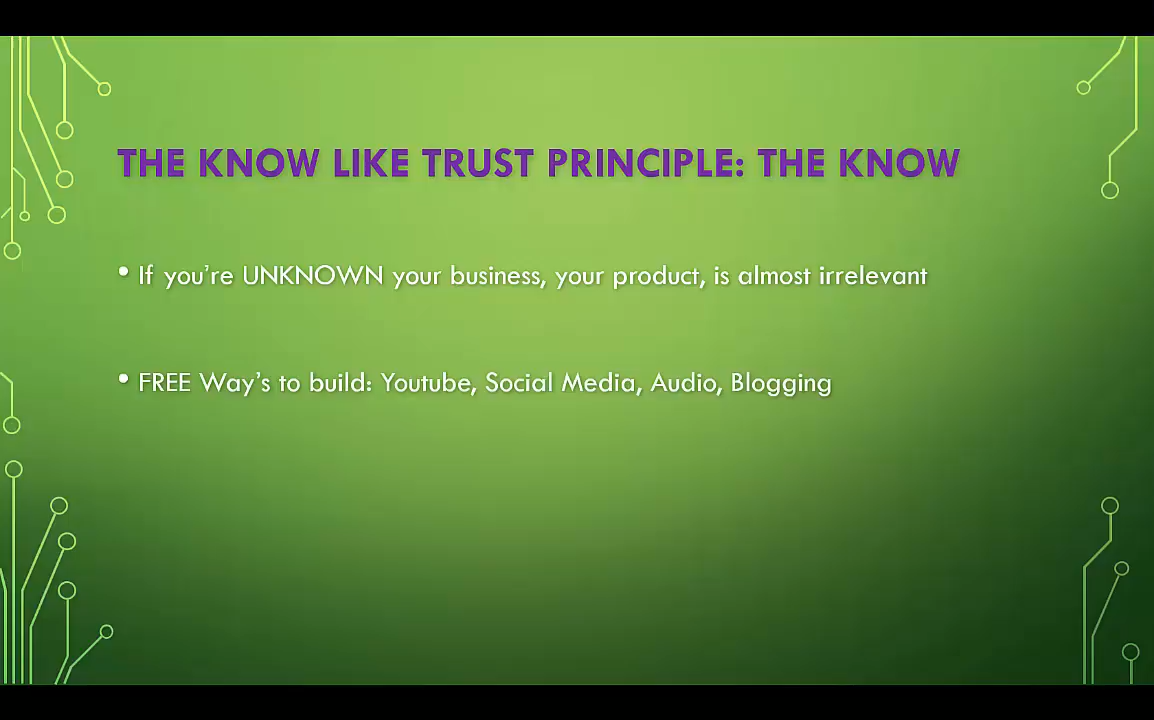 THE KNOW LIKE TRUST PRINCIPLE: THE KNOW
• If you're UNKNOWN your business, your product, is almost irrelevant
• FREE Way's to build: Youtube, Social Media, Audio, Blogging